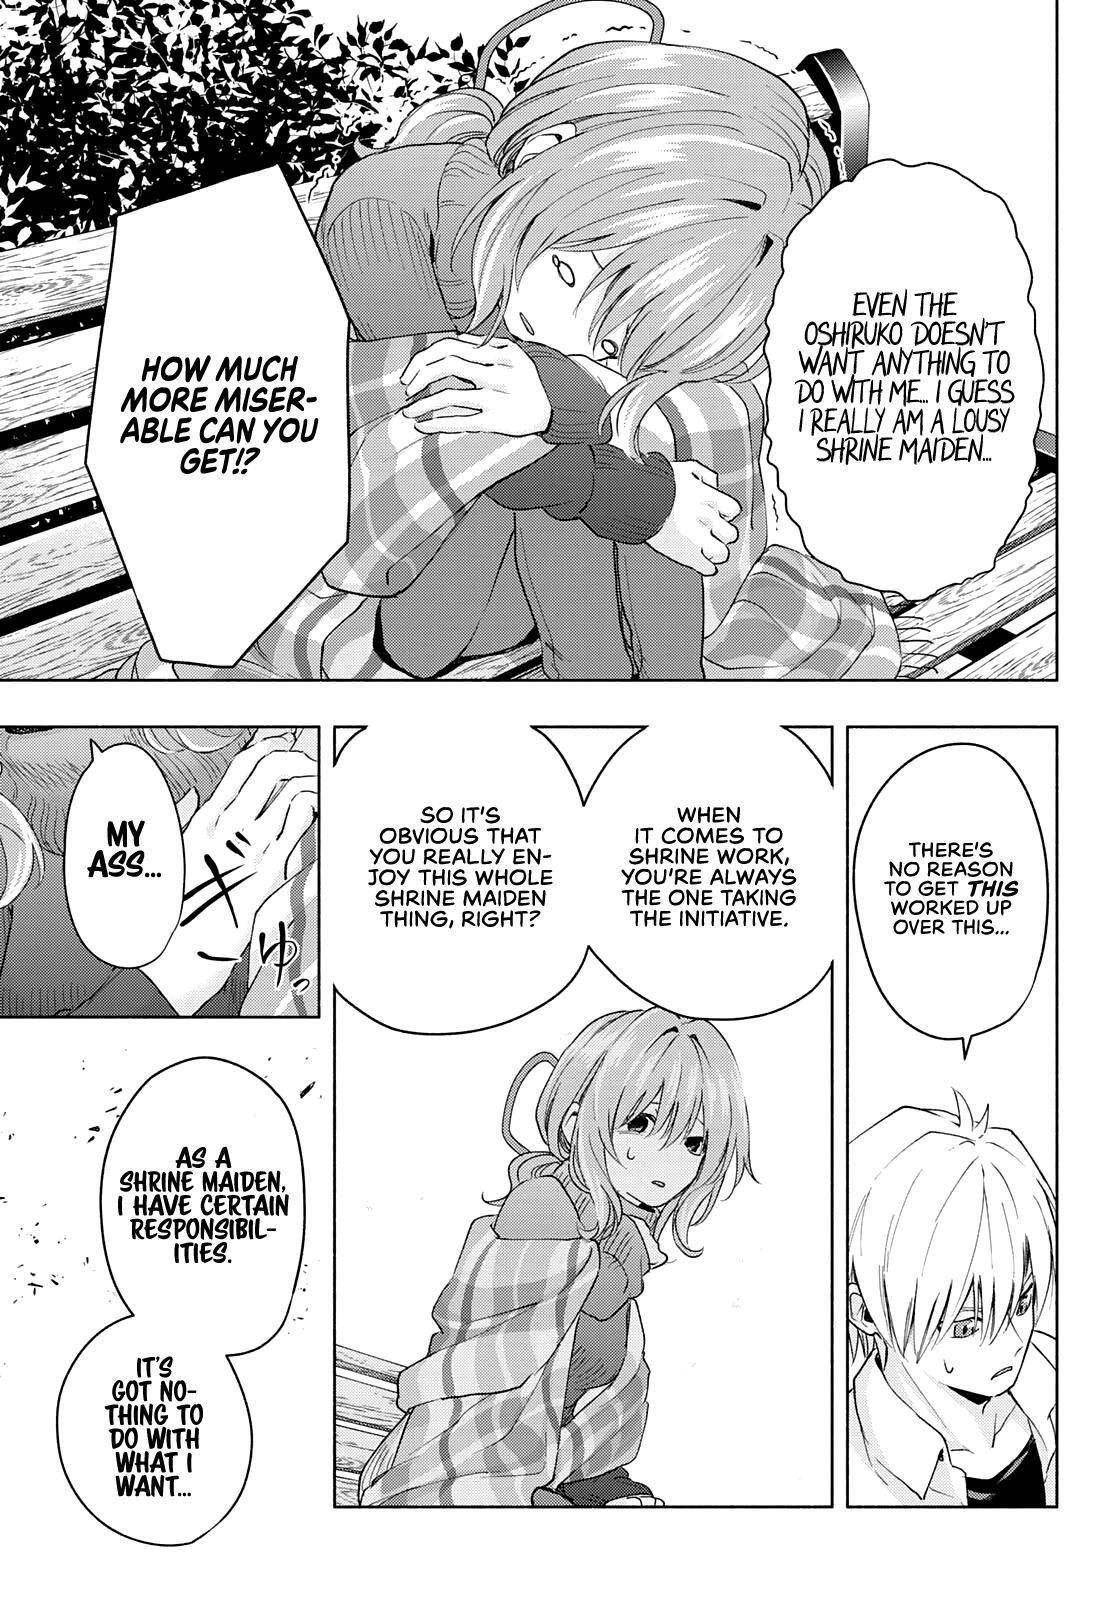 EVEN THE
OSHIRUKO DOESN'T
WANT ANYTHING TO
DO WITH ME... I GUESS
I REALLY AM A LOUSY
SHRINE MAIDEN...
HOW MUCH
MORE MISER-
ABLE CAN YOU
GET!?
THERE'S
NO REASON
TO GET THIS
WORKED UP
OVER THIS...
WHEN
IT COMES TO
SHRINE WORK,
YOU'RE ALWAYS
THE ONE TAKING
THE INITIATIVE.
SO IT'S
OBVIOUS THAT
YOU REALLY EN-
JOY THIS WHOLE
SHRINE MAIDEN
THING, RIGHT?
MY
ASS...
ギ
ゅっ
AS A
SHRINE MAIDEN,
I HAVE CERTAIN
RESPONSIBIL-
ITIES.
IT'S
GOT NO-
THING TO
DO WITH
WHAT I
WANT...